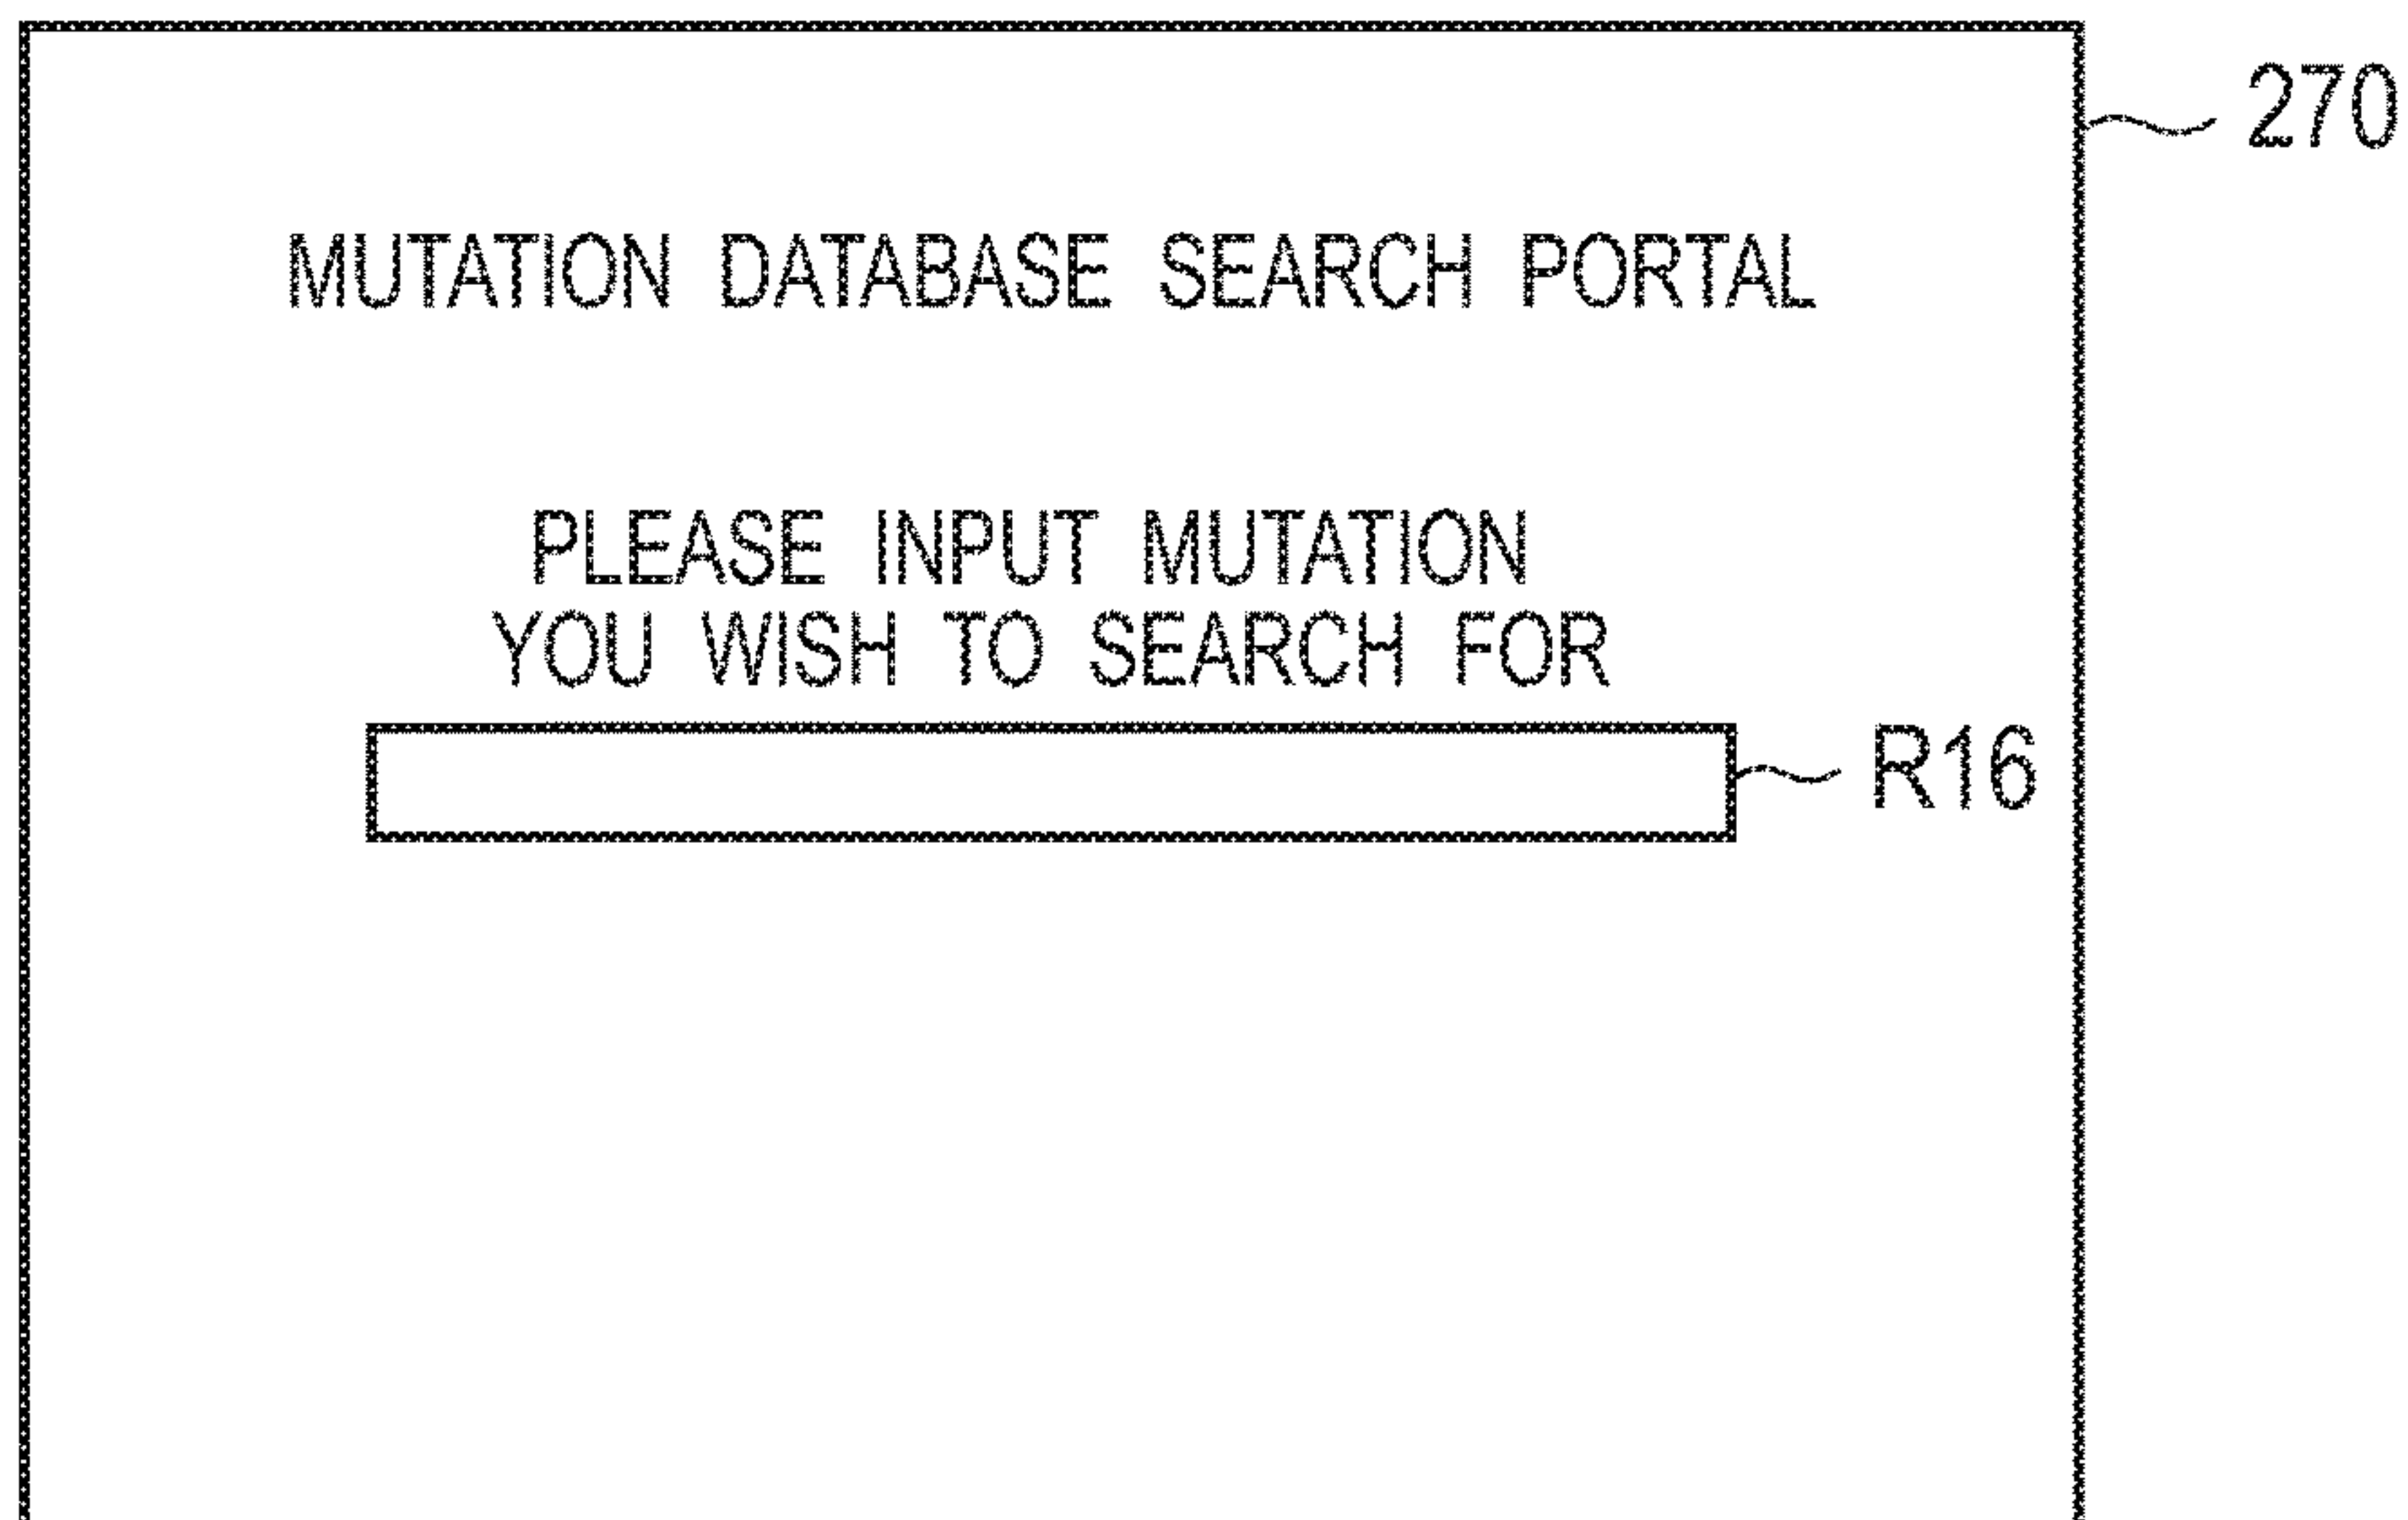 270
MUTATION DATABASE SEARCH PORTAL
PLEASE INPUT MUTATION
YOU WISH TO SEARCH FOR
R16